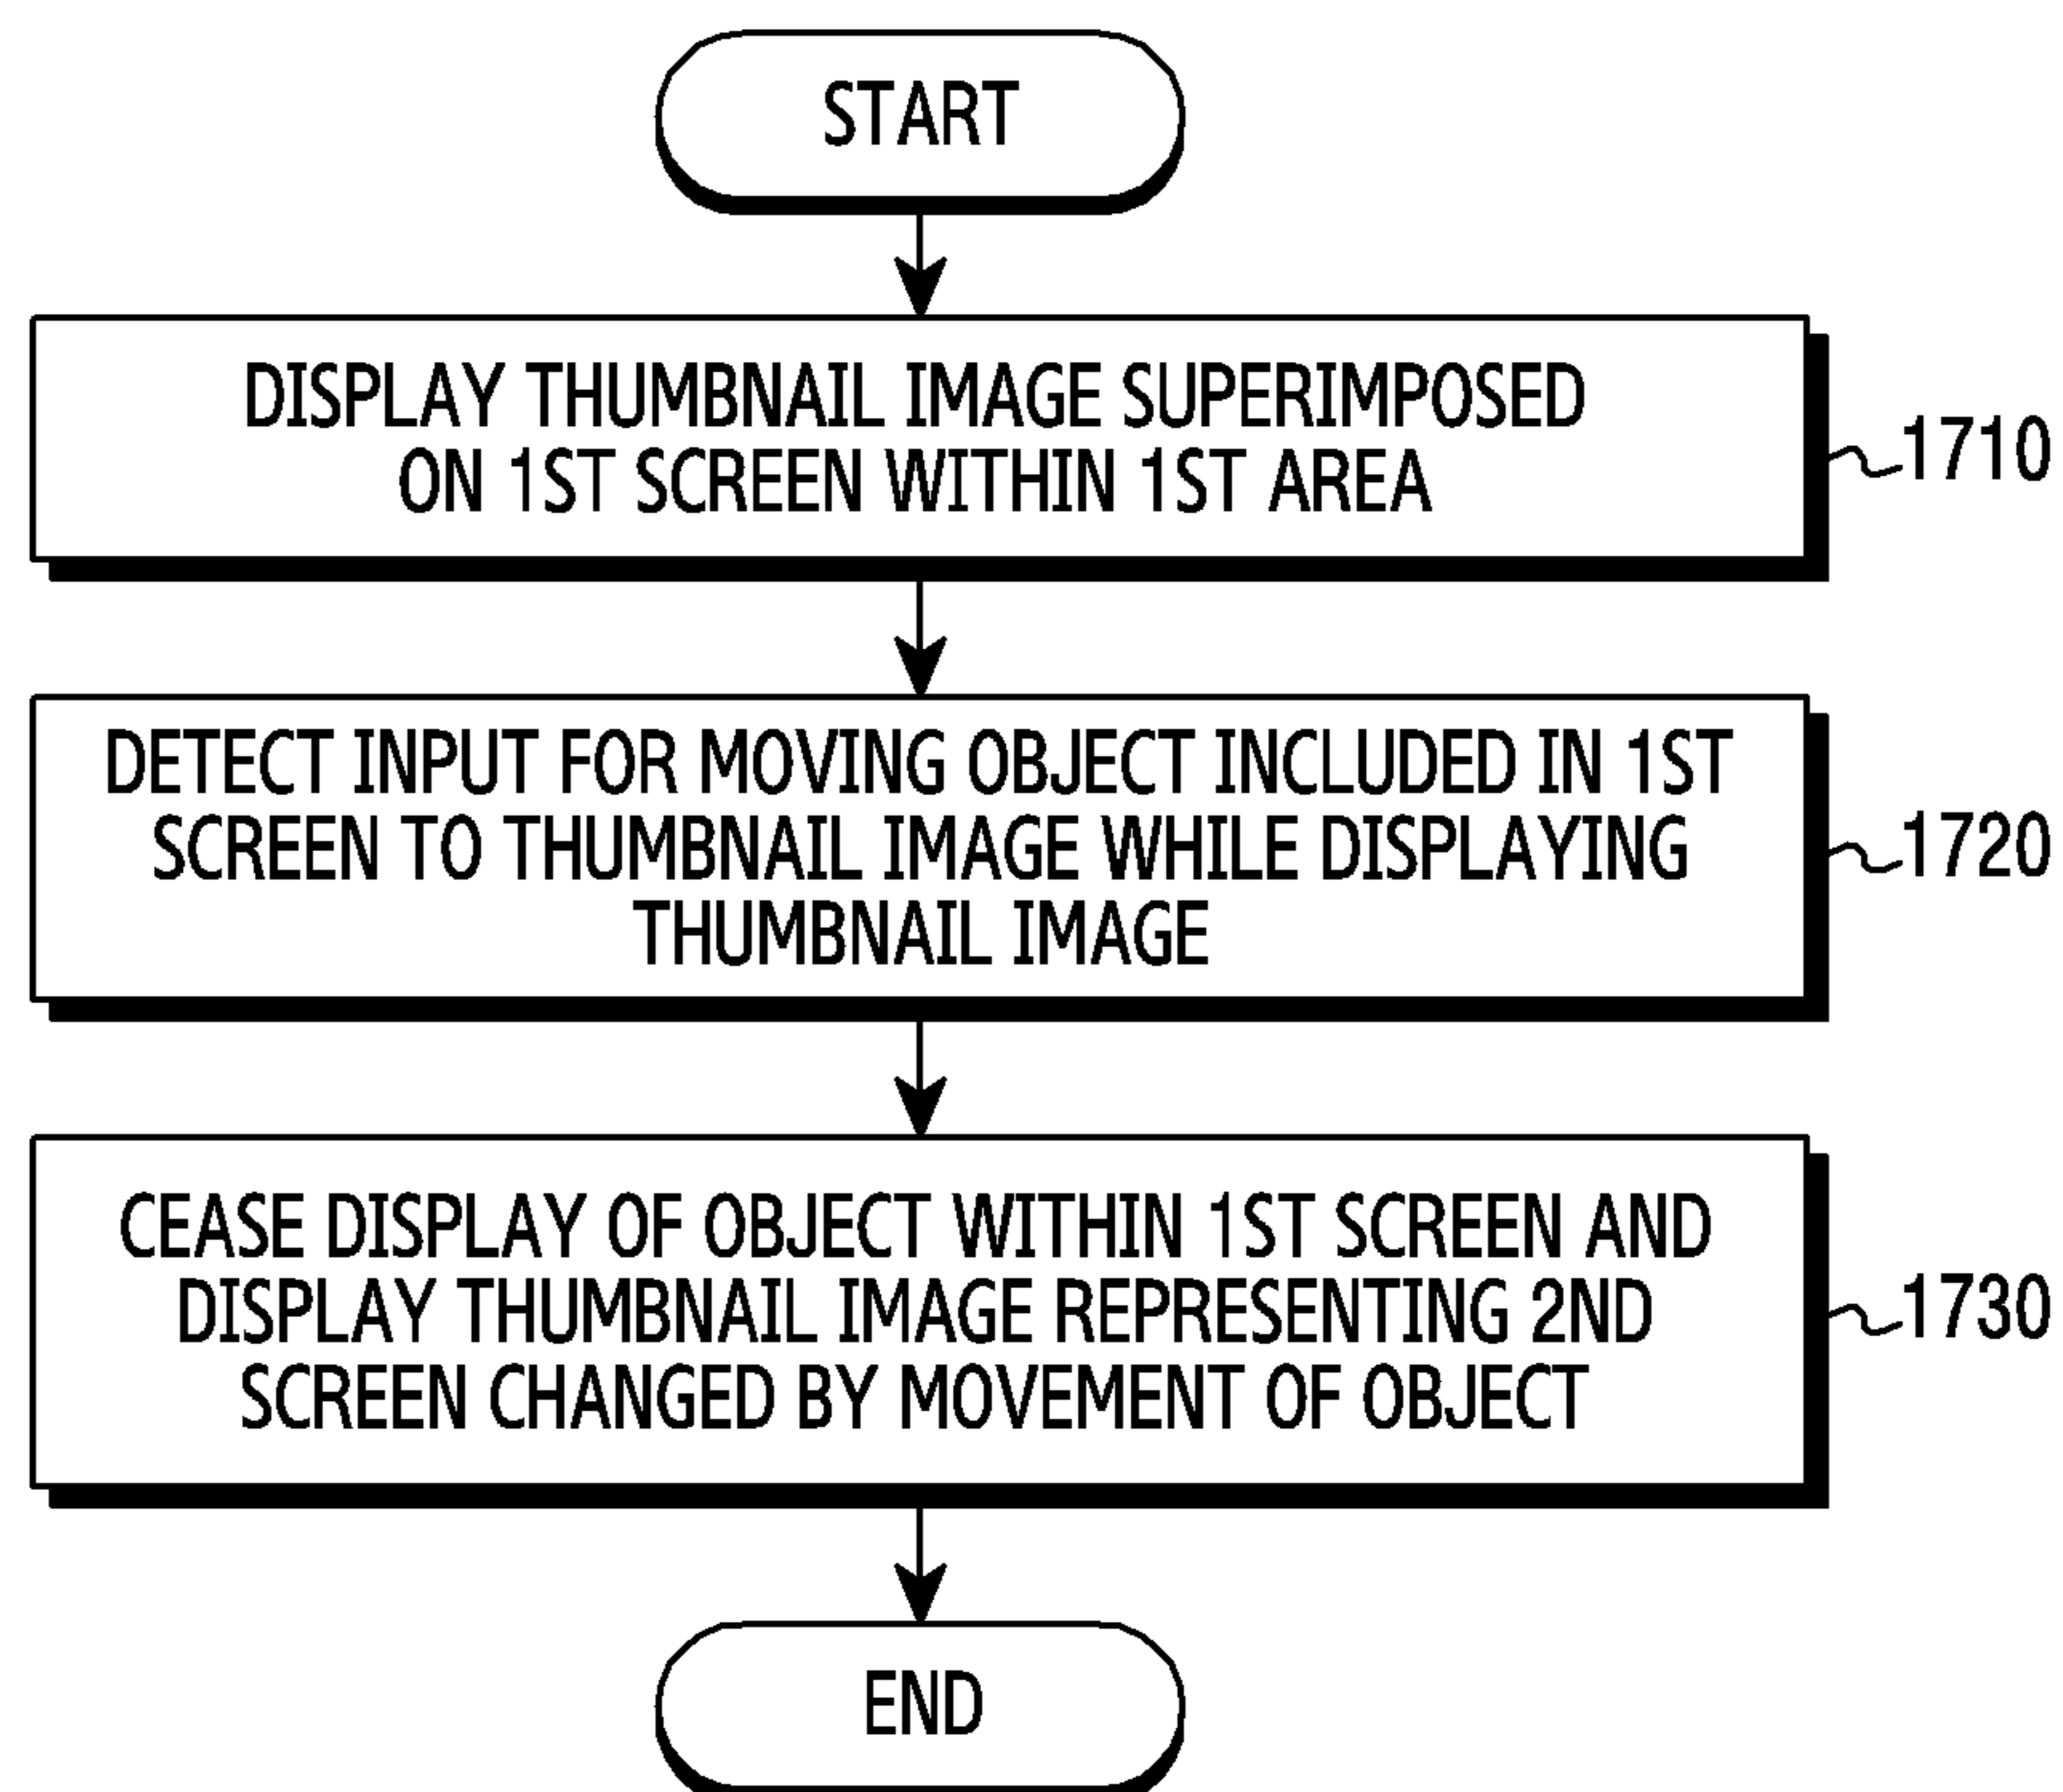 START
DISPLAY THUMBNAIL IMAGE SUPERIMPOSED
ON 1ST SCREEN WITHIN 1ST AREA
1710
DETECT INPUT FOR MOVING OBJECT INCLUDED IN 1ST
SCREEN TO THUMBNAIL IMAGE WHILE DISPLAYING
THUMBNAIL IMAGE
1720
CEASE DISPLAY OF OBJECT WITHIN 1ST SCREEN AND
DISPLAY THUMBNAIL IMAGE REPRESENTING 2ND
SCREEN CHANGED BY MOVEMENT OF OBJECT
1730
END